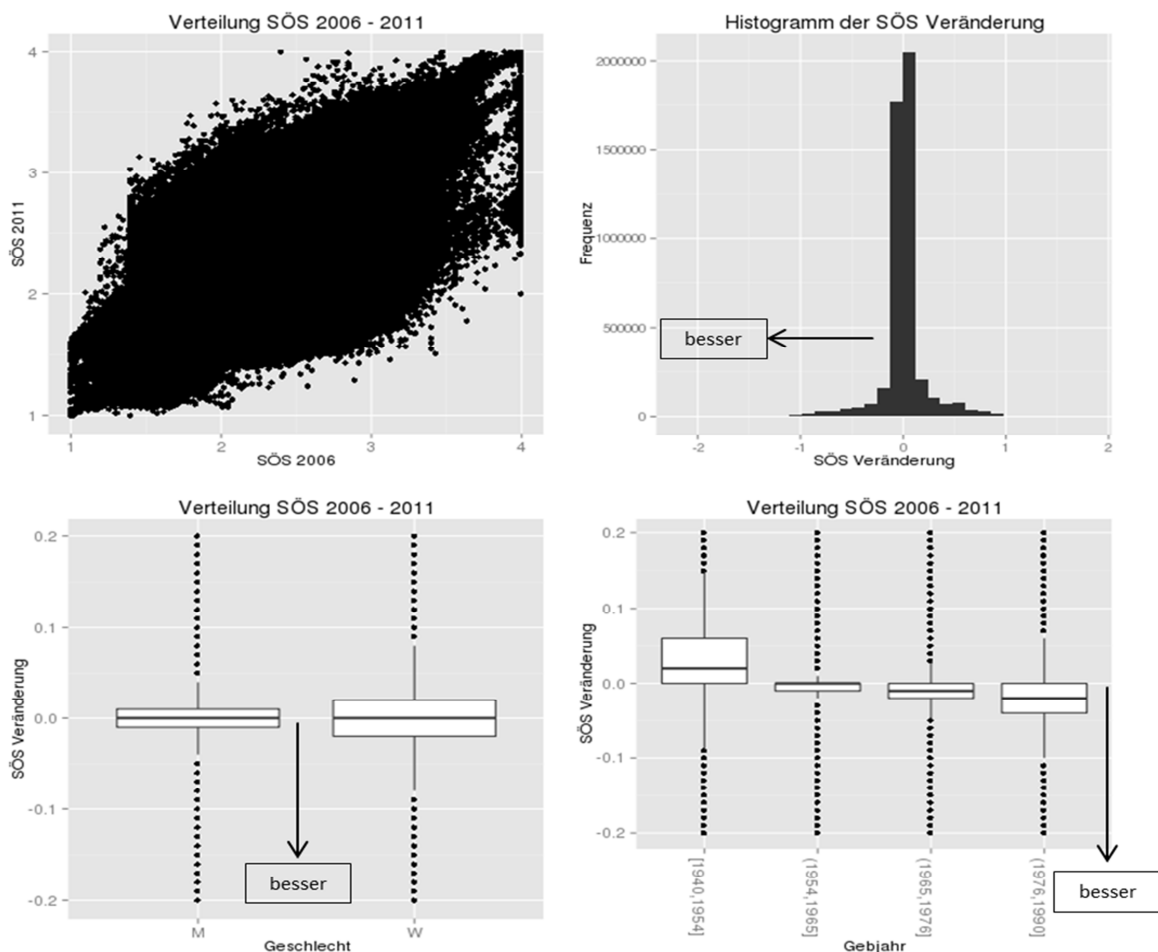 Verteilung SÖS 2006 - 2011
4
3
2
1
SÖS 2011
1
2
3
4
SÖS 2006
Histogramm der SÖS Veränderung
2000000
1500000
1000000
500000
0
Frequenz
besser
-2
-1
0
1
2
SÖS Veränderung
Verteilung SÖS 2006 - 2011
0.2
0.1
0.0
-0.1
-0.2
SÖS Veränderung
besser
M
W
Geschlecht
Verteilung SÖS 2006 - 2011
0.2
0.1
0.0
-0.1
-0.2
SÖS Veränderung
besser
[1940,1954]
(1954,1965]
(1965,1976]
(1976,1990]
Gebjahr